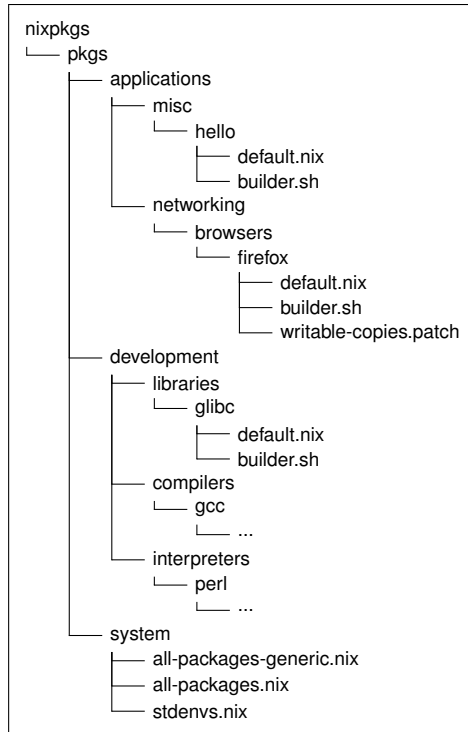 nixpkgs
pkgs
applications
misc
hello
default.nix
builder.sh
networking
browsers
firefox
default.nix
builder.sh
writable-copies.patch
development
libraries
glibc
default.nix
builder.sh
compilers
gcc
...
interpreters
perl
...
system
all-packages-generic.nix
all-packages.nix
stdenvs.nix